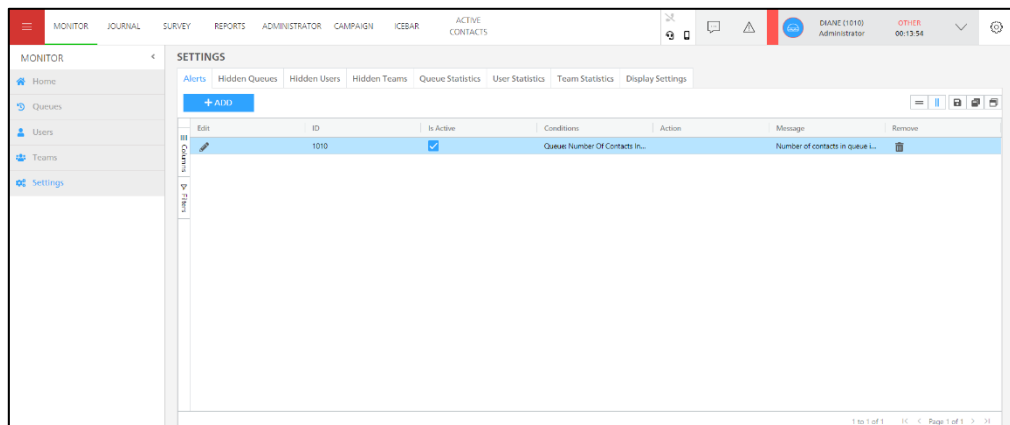 MONITOR JOURNAL SURVEY REPORTS ADMINISTRATOR CAMPAIGN ICEBAR ACTIVE CONTACTS
DIANE (1010) OTHER
Administrator 00:13:54
MONITOR
Home
Queues
Users
Teams
Settings
SETTINGS
Alerts Hidden Queues Hidden Users Hidden Teams Queue Statistics User Statistics Team Statistics Display Settings
+ ADD
Columns
Filters
Edit ID Is Active Conditions Action Message Remove
1010 Queue: Number Of Contacts In... Number of contacts in queue i...
1 to 1 of 1 Page 1 of 1